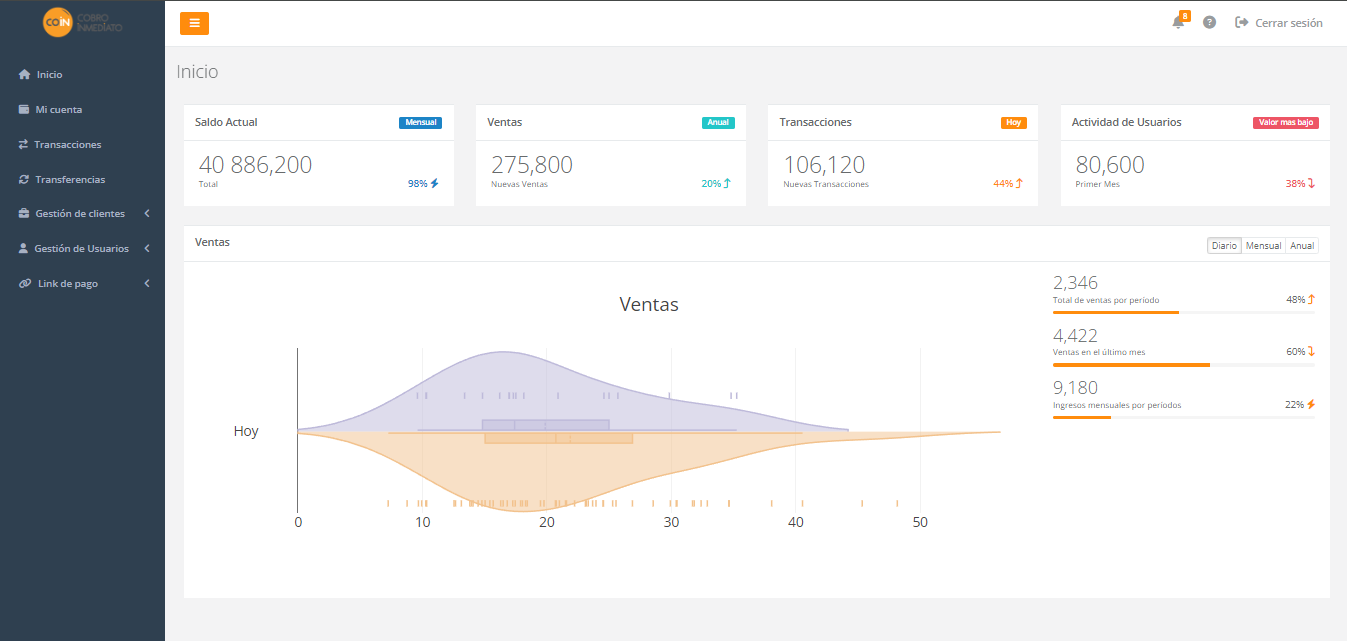 COiN COBRO
INMEDIATO
8
Cerrar sesión
Inicio
Mi cuenta
Transacciones
Transferencias
Gestión de clientes
Gestión de Usuarios
Link de pago
Inicio
Saldo Actual Mensual
40 886,200
Total 98%
Ventas Anual
275,800
Nuevas Ventas 20%
Transacciones Hoy
106,120
Nuevas Transacciones 44%
Actividad de Usuarios Valor mas bajo
80,600
Primer Mes 38%
Ventas Diario Mensual Anual
Ventas
Hoy
0 10 20 30 40 50
2,346
Total de ventas por período 48%
4,422
Ventas en el último mes 60%
9,180
Ingresos mensuales por períodos 22%